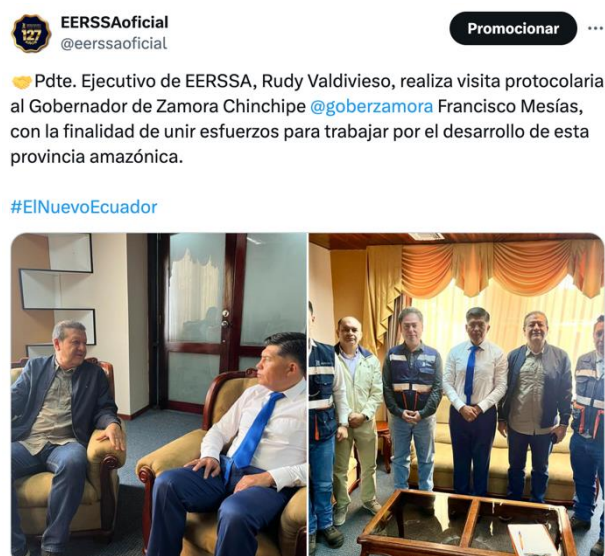 EERSSAoficial
@eerssaoficial
Promocionar
127
🤝Pdte. Ejecutivo de EERSSA, Rudy Valdivieso, realiza visita protocolaria
al Gobernador de Zamora Chinchipe @goberzamora Francisco Mesías,
con la finalidad de unir esfuerzos para trabajar por el desarrollo de esta
provincia amazónica.
#ElNuevoEcuador